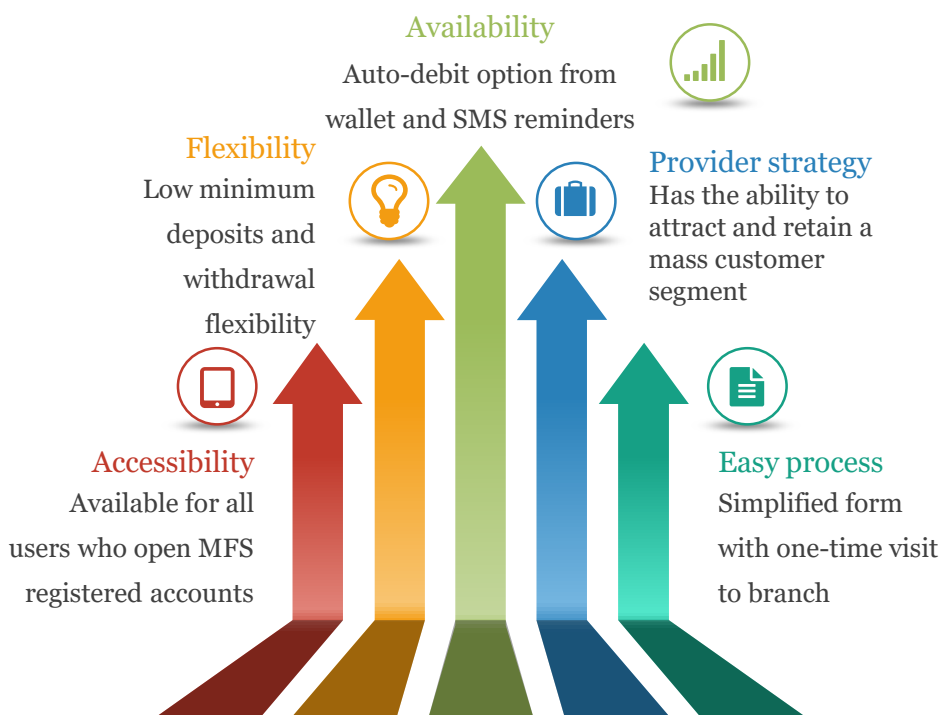 Availability
Auto-debit option from
wallet and SMS reminders
Flexibility
Low minimum
deposits and
withdrawal
flexibility
Provider strategy
Has the ability to
attract and retain a
mass customer
segment
Accessibility
Available for all
users who open MFS
registered accounts
Easy process
Simplified form
with one-time visit
to branch